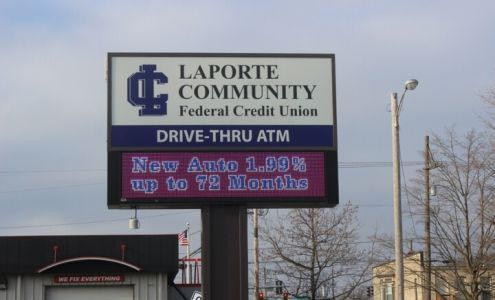 LC
LAPORTE
COMMUNITY
Federal Credit Union
DRIVE-THRU ATM
New Auto 1.99%
up to 72 Months
WE FIX EVERYTHING